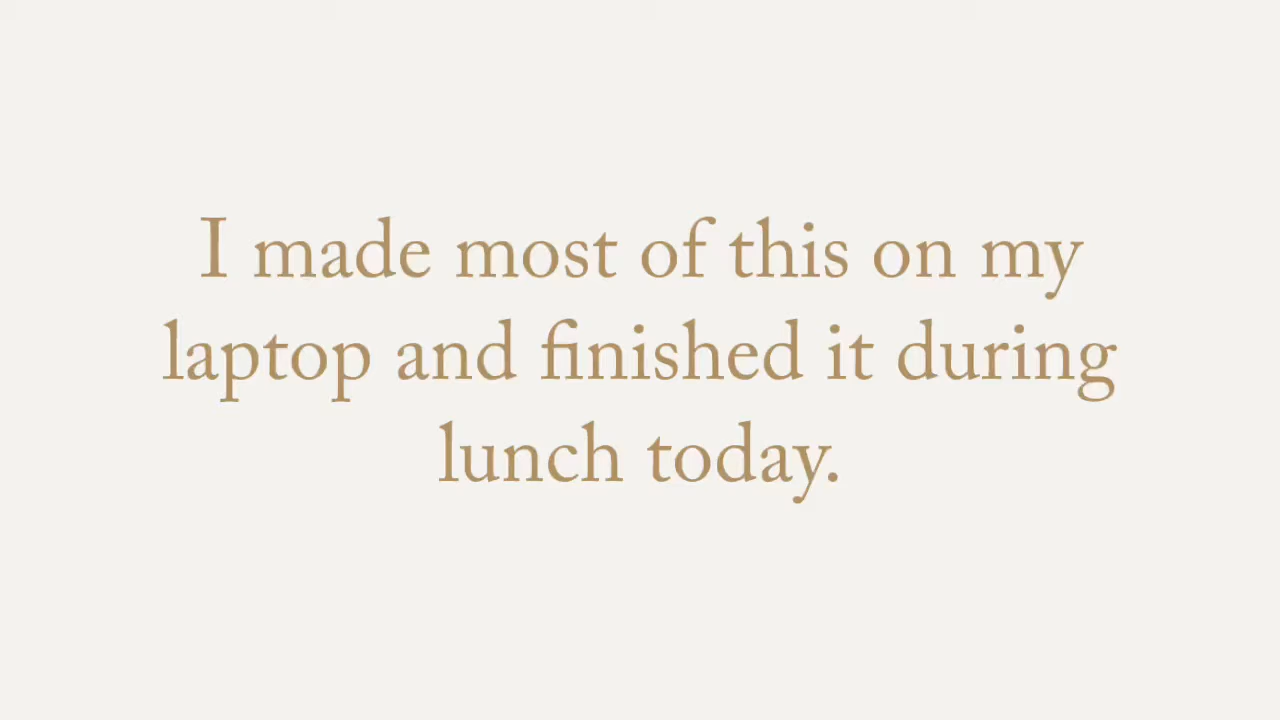 I made most of this on my
laptop and finished it during
lunch today.